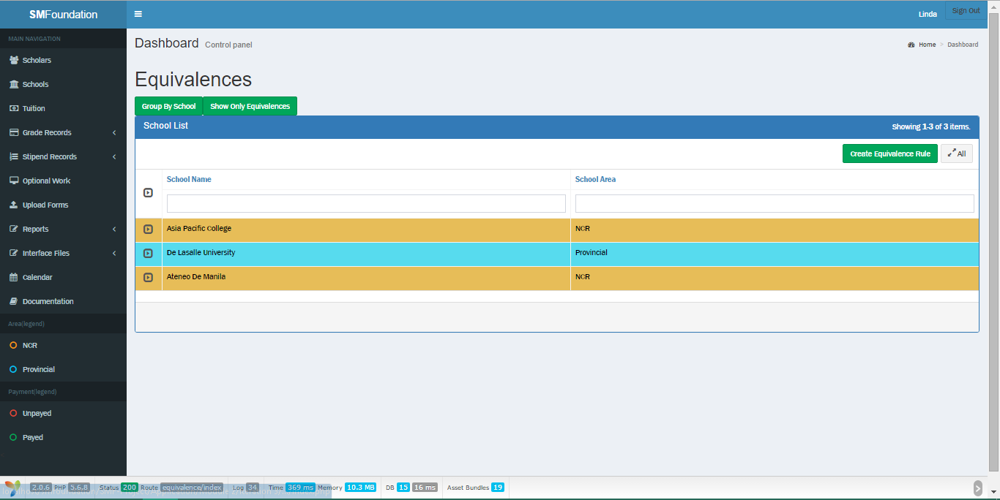 SMFoundation
Linda
Sign Out
MAIN NAVIGATION
Scholars
Schools
Tuition
Grade Records
Stipend Records
Optional Work
Upload Forms
Reports
Interface Files
Calendar
Documentation
Area(legend)
NCR
Provincial
Payment(legend)
Unpayed
Payed
Dashboard Control panel
Home > Dashboard
Equivalences
Group By School
Show Only Equivalences
School List
Showing 1-3 of 3 items.
Create Equivalence Rule
All
School Name School Area
Asia Pacific College NCR
De Lasalle University Provincial
Ateneo De Manila NCR
2.0.6 PHP 5.6.8 Status 200 Route equivalence/index Log 34 Time 369 ms Memory 10.3 MB DB 15 16 ms Asset Bundles 19